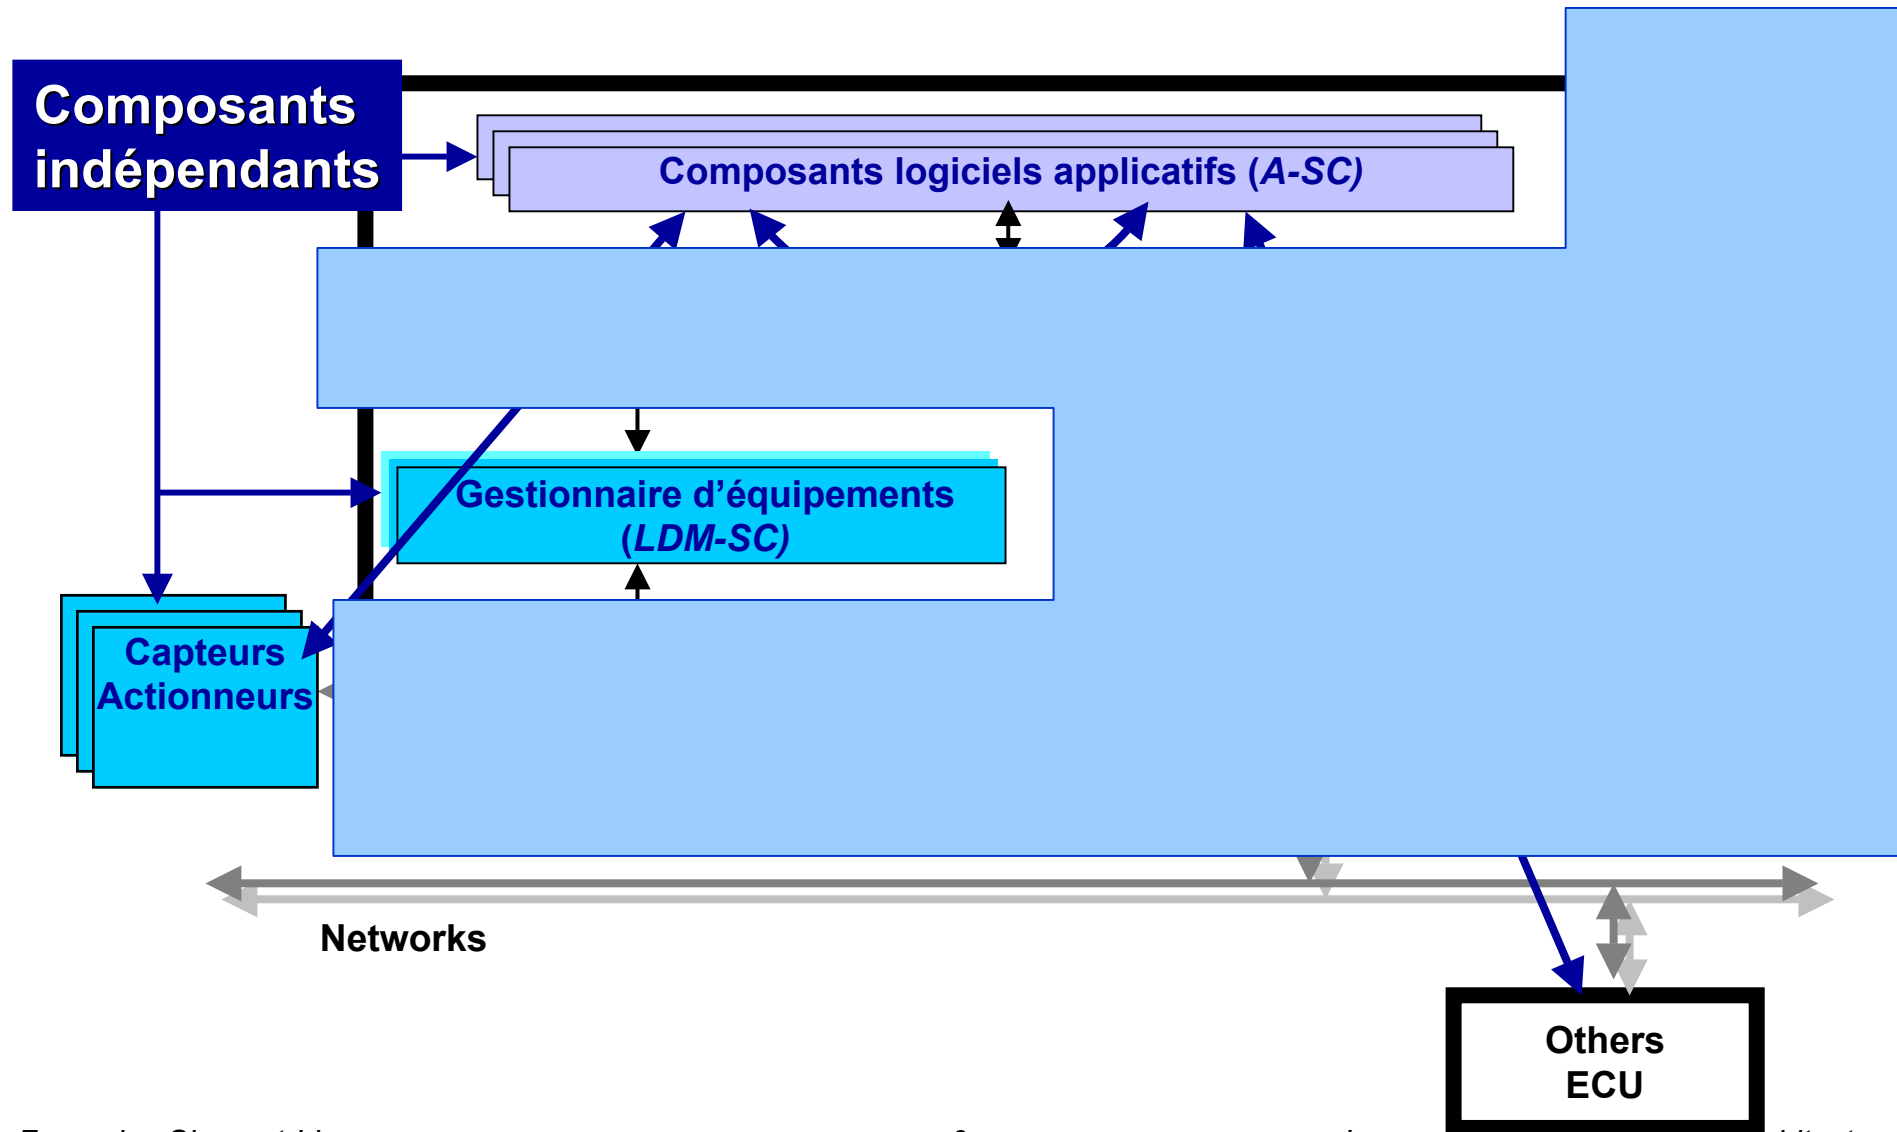 Composants
indépendants
Composants logiciels applicatifs (A-SC)
Gestionnaire d’équipements
(LDM-SC)
Capteurs
Actionneurs
Networks
Others
ECU